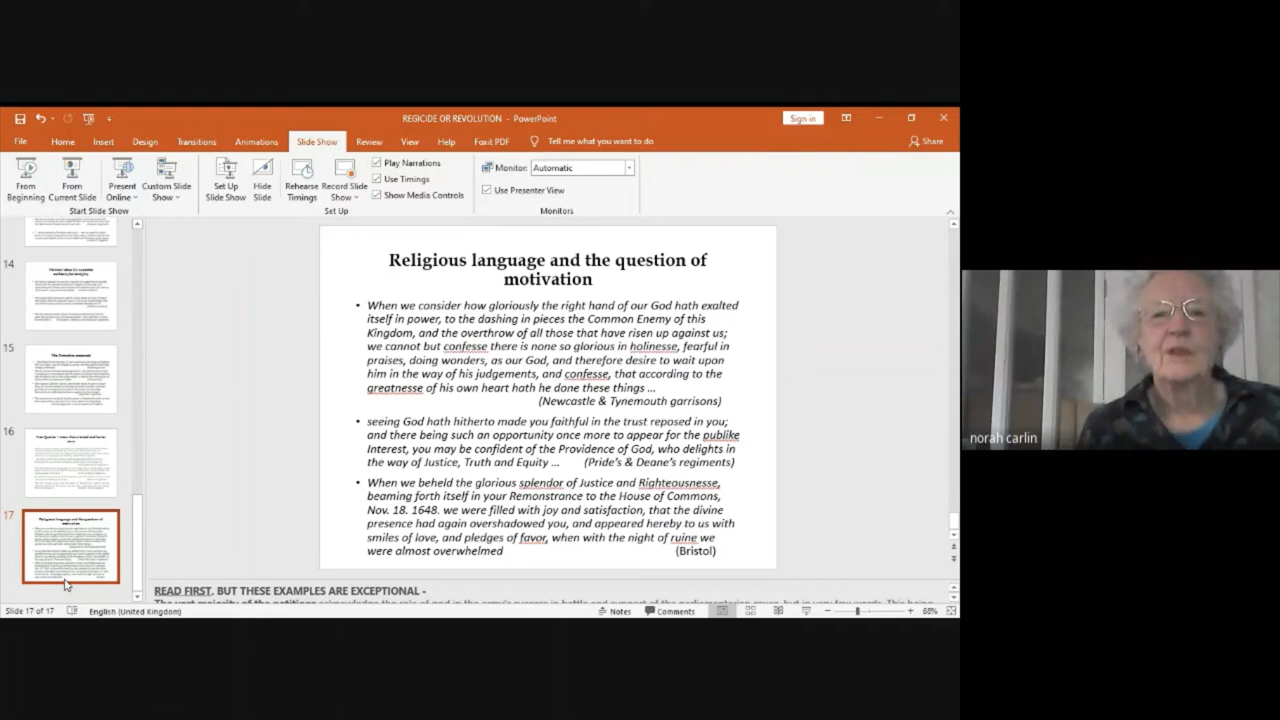 REGICIDE OR REVOLUTION - PowerPoint
Sign in
File Home Insert Design Transitions Animations Slide Show Review View Help Foxit PDF Tell me what you want to do Share
From Beginning
From Current Slide
Present Online
Custom Slide Show
Set Up Slide Show
Hide Slide
Rehearse Timings
Record Slide Show
Play Narrations
Use Timings
Show Media Controls
Monitor: Automatic
Use Presenter View
Start Slide Show Set Up Monitors
14
15
16
17
Religious language and the question of
motivation
• When we consider how gloriously the right hand of our God hath exalted
itself in power, to the dashing in pieces the Common Enemy of this
Kingdom, and the overthrow of all those that have risen up against us;
we cannot but confesse there is none so glorious in holinesse, fearful in
praises, doing wonders, as our God, and therefore desire to wait upon
him in the way of his judgments, and confesse, that according to the
greatnesse of his own heart hath he done these things ...
(Newcastle & Tynemouth garrisons)
• seeing God hath hitherto made you faithful in the trust reposed in you;
and there being such an opportunity once more to appear for the publike
Interest, you may be confident of the Providence of God, who delights in
the way of Justice, Truth and Equity ... (Pride's & Deane's regiments)
• When we beheld the glorious splendor of Justice and Righteousnesse,
beaming forth itself in your Remonstrance to the House of Commons,
Nov. 18. 1648. we were filled with joy and satisfaction, that the divine
presence had again overshadowed you, and appeared hereby to us with
smiles of love, and pledges of favor, when with the night of ruine we
were almost overwhelmed (Bristol)
READ FIRST, BUT THESE EXAMPLES ARE EXCEPTIONAL -
Slide 17 of 17 English (United Kingdom) Notes Comments 68%
norah carlin